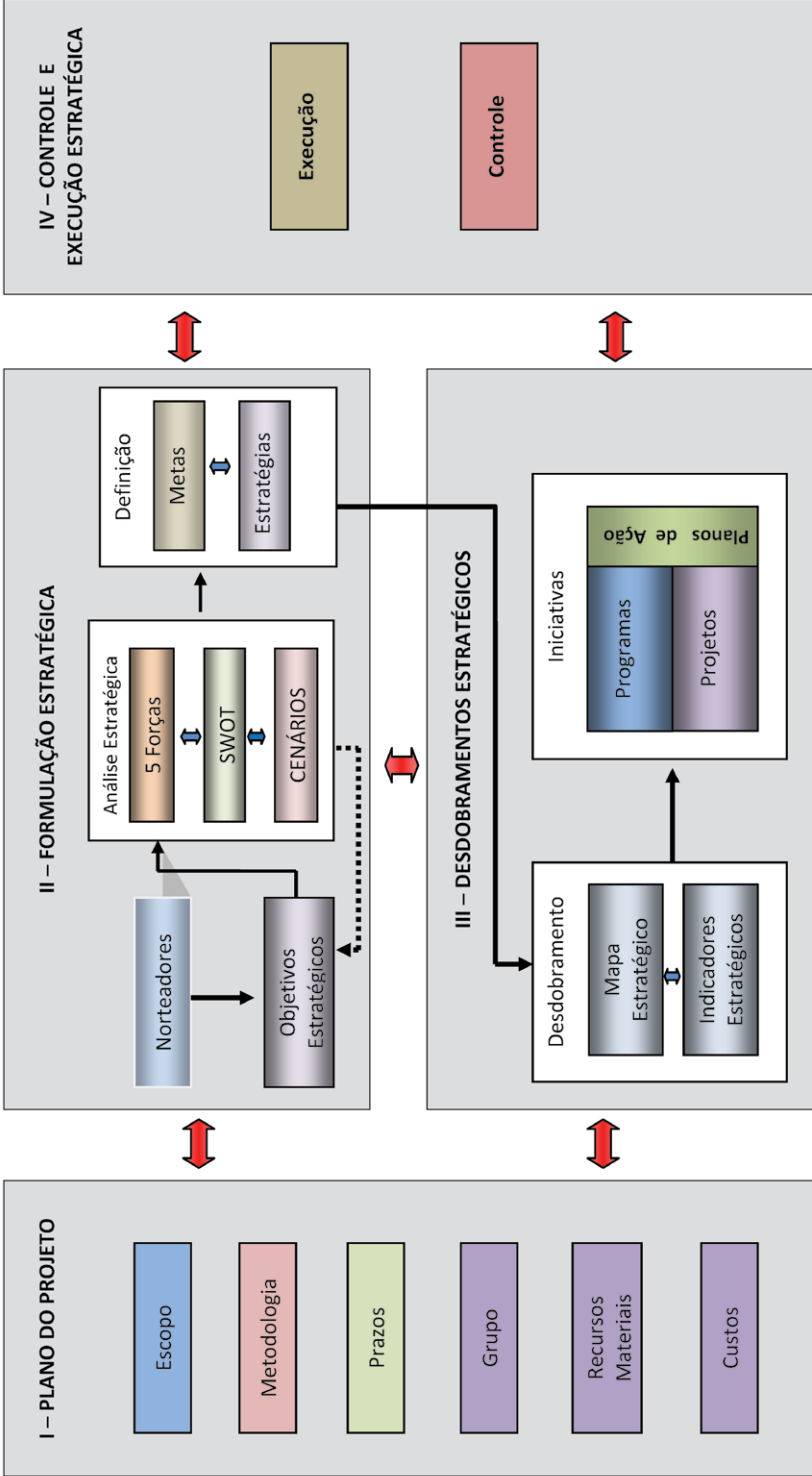 I – PLANO DO PROJETO
Escopo
Metodologia
Prazos
Grupo
Recursos
Materiais
Custos
II – FORMULAÇÃO ESTRATÉGICA
Norteadores
Objetivos
Estratégicos
Análise Estratégica
5 Forças
SWOT
CENÁRIOS
Definição
Metas
Estratégias
III – DESDOBRAMENTOS ESTRATÉGICOS
Desdobramento
Mapa
Estratégico
Indicadores
Estratégicos
Iniciativas
Programas
Projetos
Planos de Ação
IV – CONTROLE E
EXECUÇÃO ESTRATÉGICA
Execução
Controle